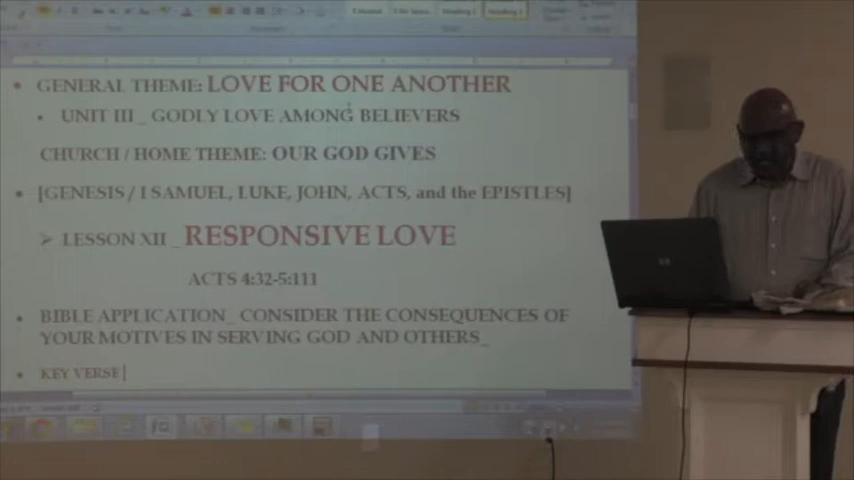 GENERAL THEME: LOVE FOR ONE ANOTHER
UNIT III _ GODLY LOVE AMONG BELIEVERS
CHURCH / HOME THEME: OUR GOD GIVES
[GENESIS / I SAMUEL, LUKE, JOHN, ACTS, and the EPISTLES]
LESSON XII _ RESPONSIVE LOVE
ACTS 4:32-5:111
BIBLE APPLICATION_ CONSIDER THE CONSEQUENCES OF
YOUR MOTIVES IN SERVING GOD AND OTHERS_
KEY VERSE
hp